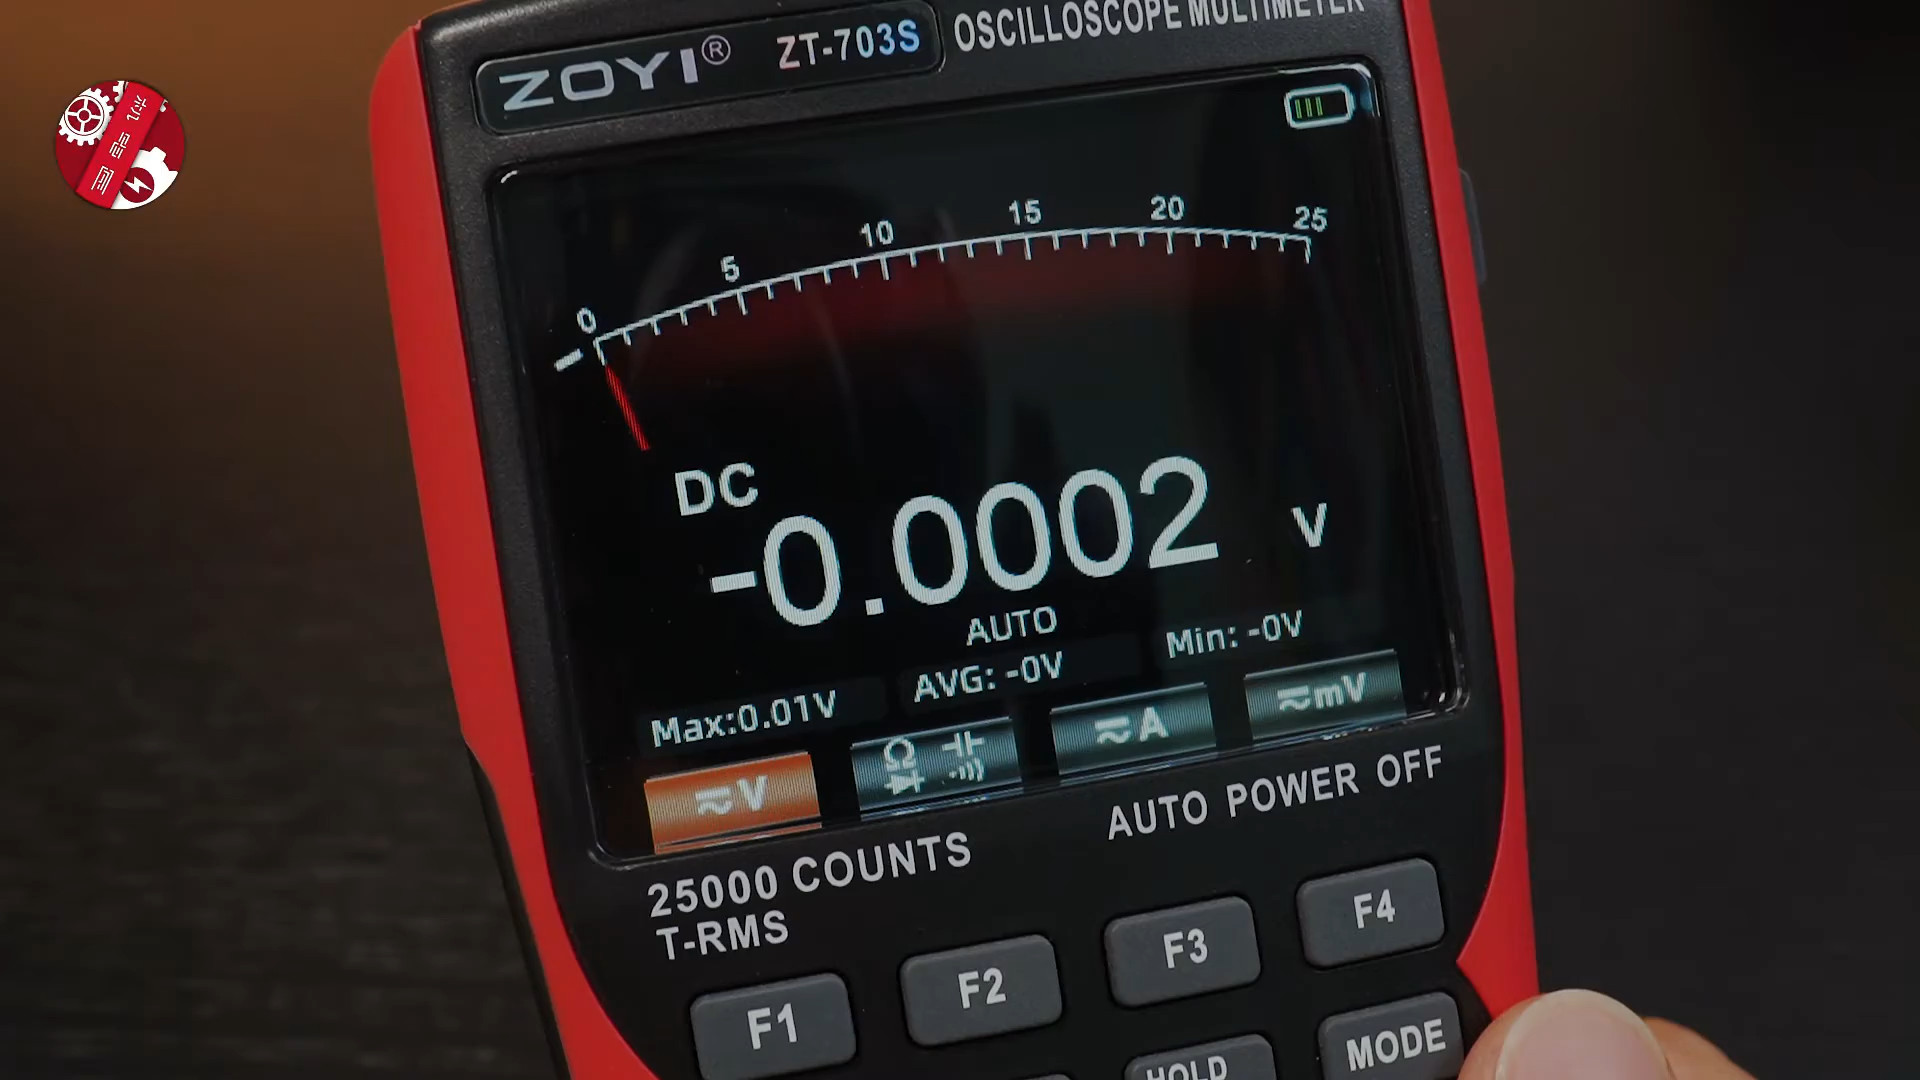 ZOYI® ZT-703S OSCILLOSCOPE MULTIMETER
0 5 10 15 20 25
DC
-0.0002 V
AUTO
Max:0.01V AVG: -0V Min: -0V
V Ω A mV
25000 COUNTS AUTO POWER OFF
T-RMS
F1 F2 F3 F4
HOLD MODE